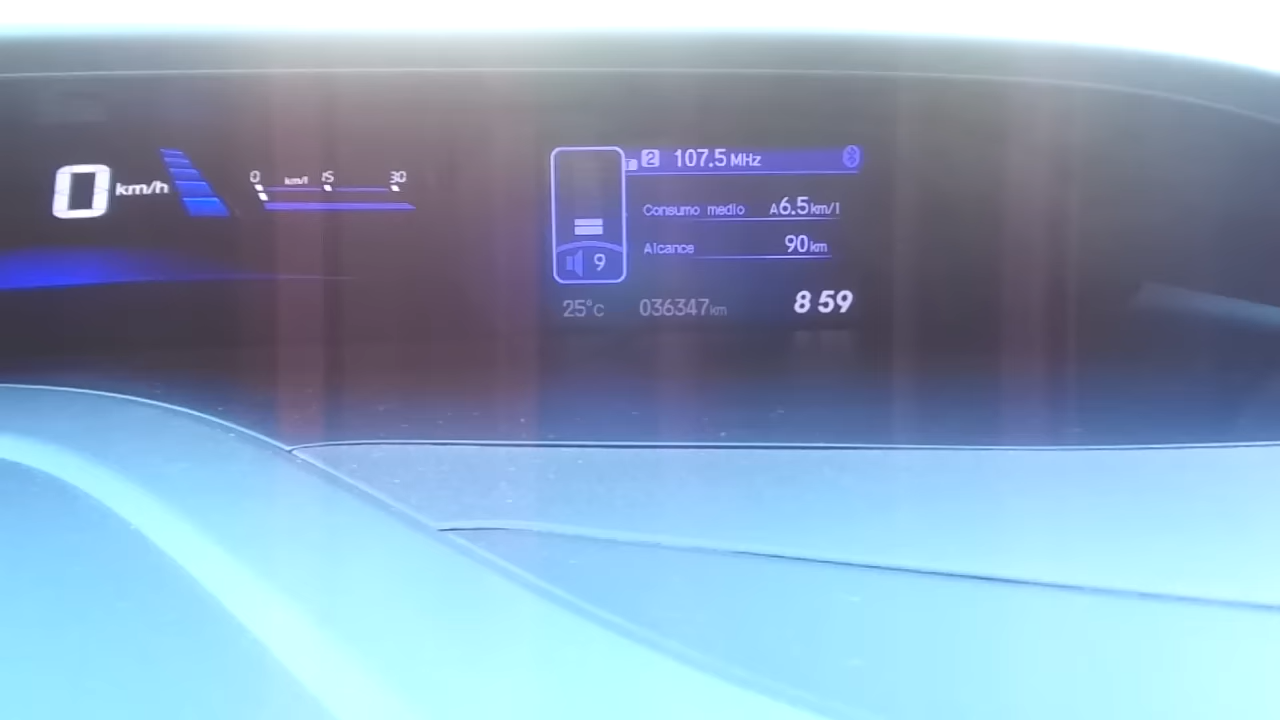 0 km/h
0 km/l 15 30
2 107.5 MHz
Consumo medio A6.5 km/l
Alcance 90 km
9
25°C 036347 km 8 59